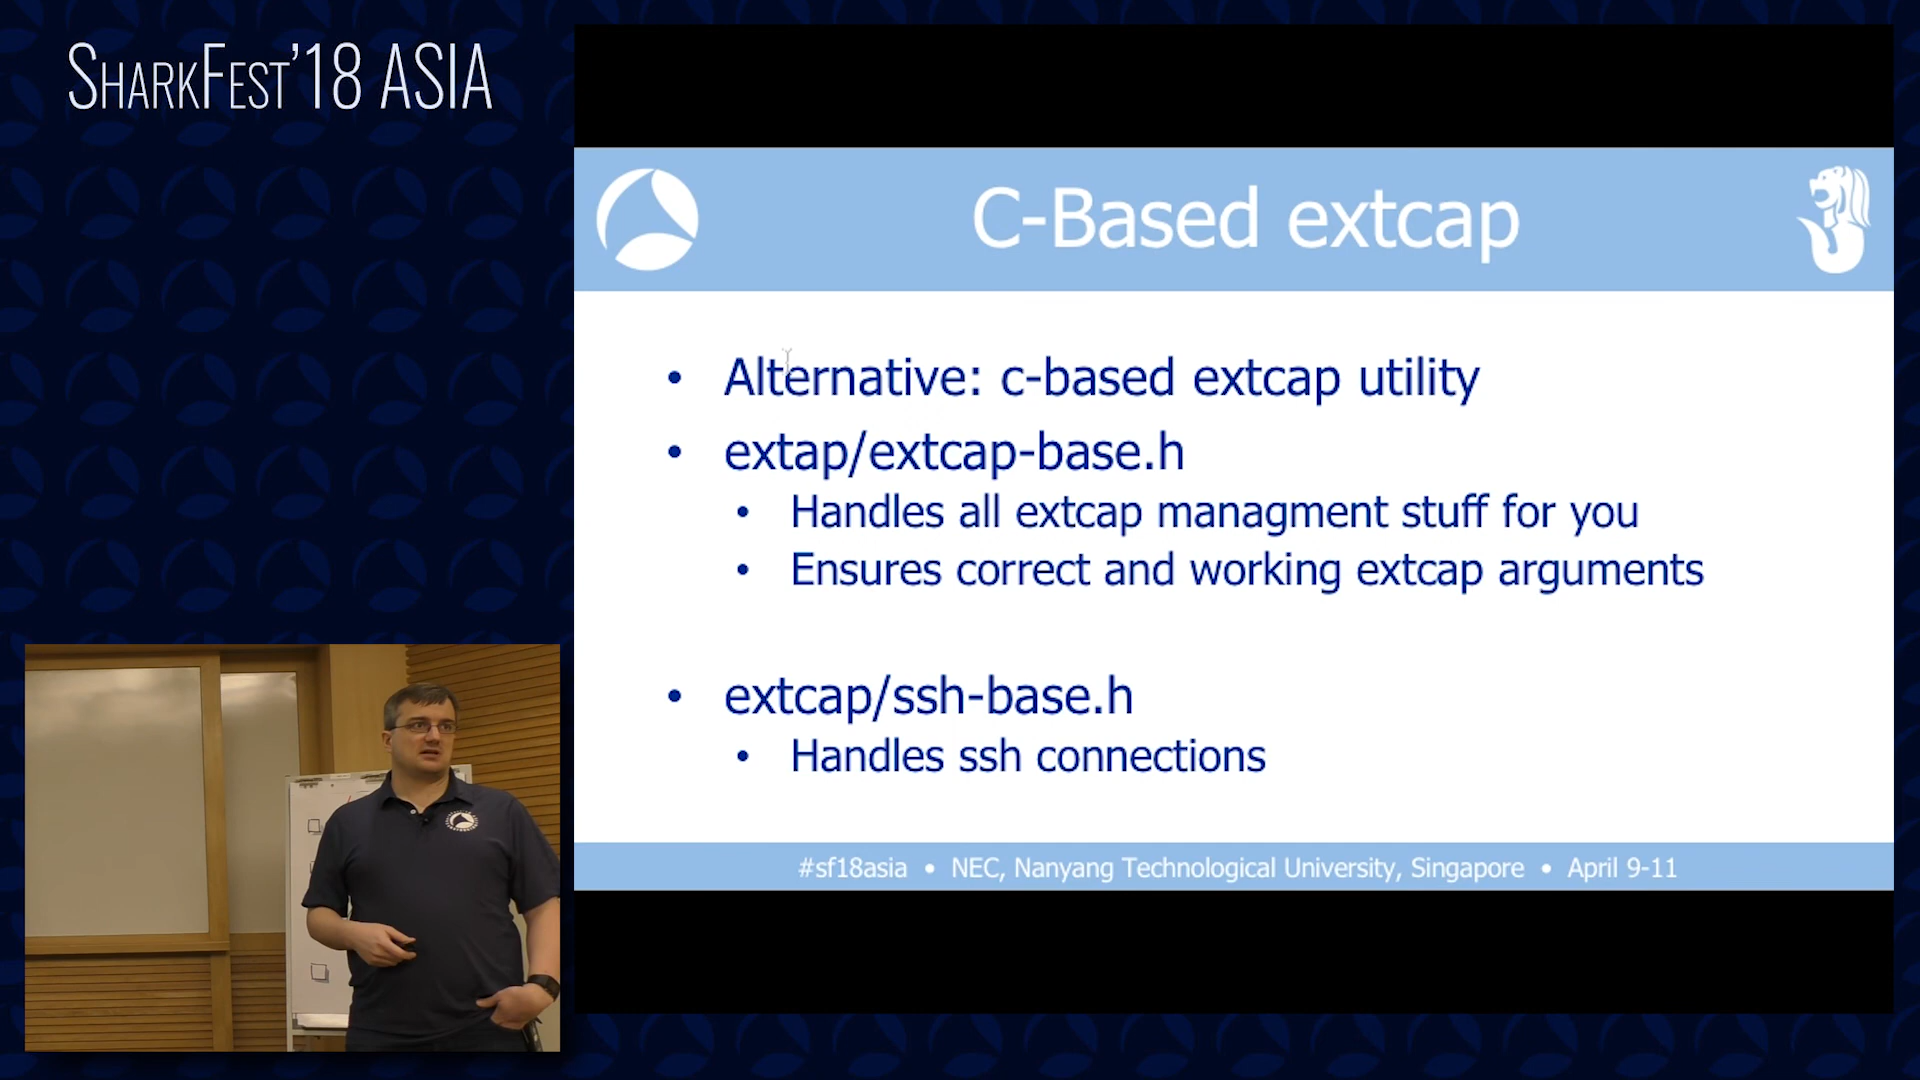 SHARKFEST'18 ASIA
C-Based extcap
• Alternative: c-based extcap utility
• extap/extcap-base.h
• Handles all extcap managment stuff for you
• Ensures correct and working extcap arguments
• extcap/ssh-base.h
• Handles ssh connections
#sf18asia • NEC, Nanyang Technological University, Singapore • April 9-11